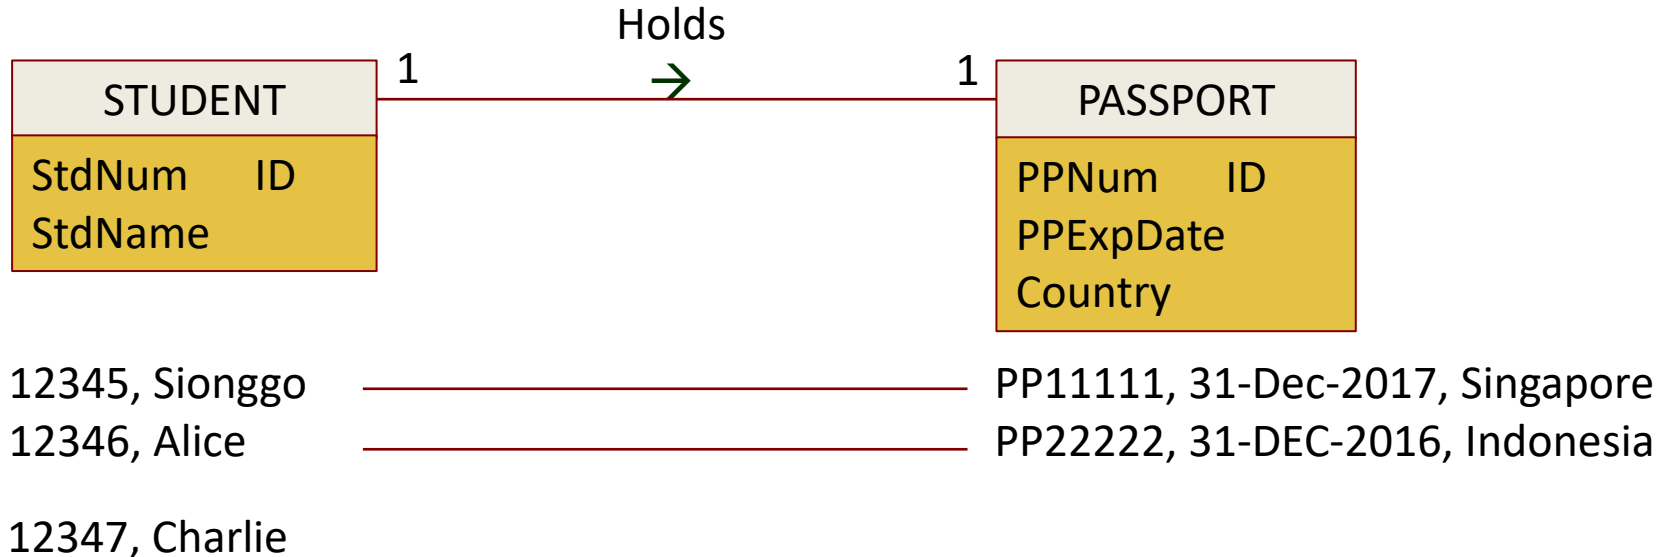 Holds
1 → 1
STUDENT
StdNum ID
StdName
PASSPORT
PPNum ID
PPExpDate
Country
12345, Sionggo PP11111, 31-Dec-2017, Singapore
12346, Alice PP22222, 31-DEC-2016, Indonesia
12347, Charlie